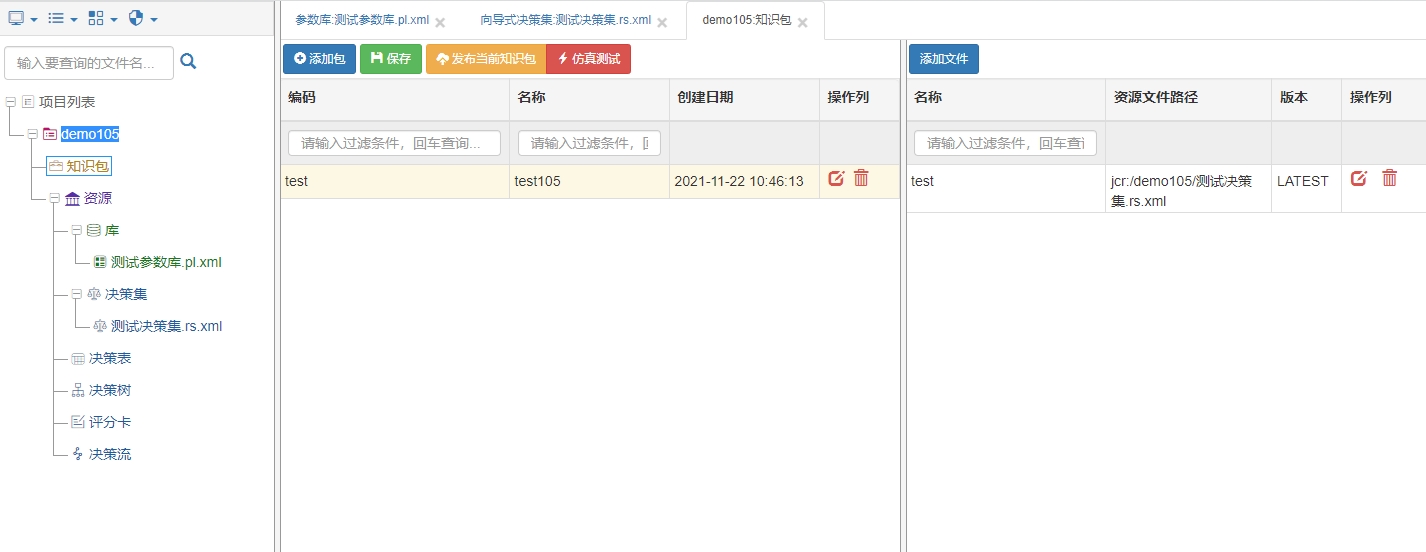 参数库:测试参数库.pl.xml
向导式决策集:测试决策集.rs.xml
demo105:知识包
输入要查询的文件名...
项目列表
demo105
知识包
资源
库
测试参数库.pl.xml
决策集
测试决策集.rs.xml
决策表
决策树
评分卡
决策流
添加包
保存
发布当前知识包
仿真测试
编码 名称 创建日期 操作列
请输入过滤条件，回车查询... 请输入过滤条件，
test test105 2021-11-22 10:46:13
添加文件
名称 资源文件路径 版本 操作列
请输入过滤条件，回车查
test jcr:/demo105/测试决策 LATEST
集.rs.xml